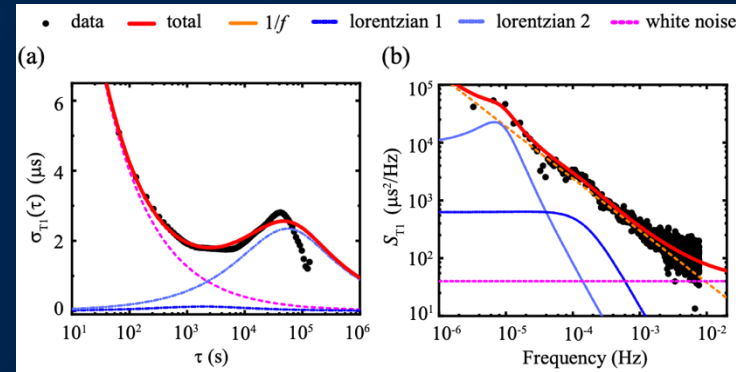 data total 1/f lorentzian 1 lorentzian 2 white noise
(a) (b)
6
4
2
0
σT1(τ) (μs)
10¹ 10² 10³ 10⁴ 10⁵ 10⁶
τ (s)
10⁵
10⁴
10³
10²
10¹
ST1 (μs²/Hz)
10⁻⁶ 10⁻⁵ 10⁻⁴ 10⁻³ 10⁻²
Frequency (Hz)